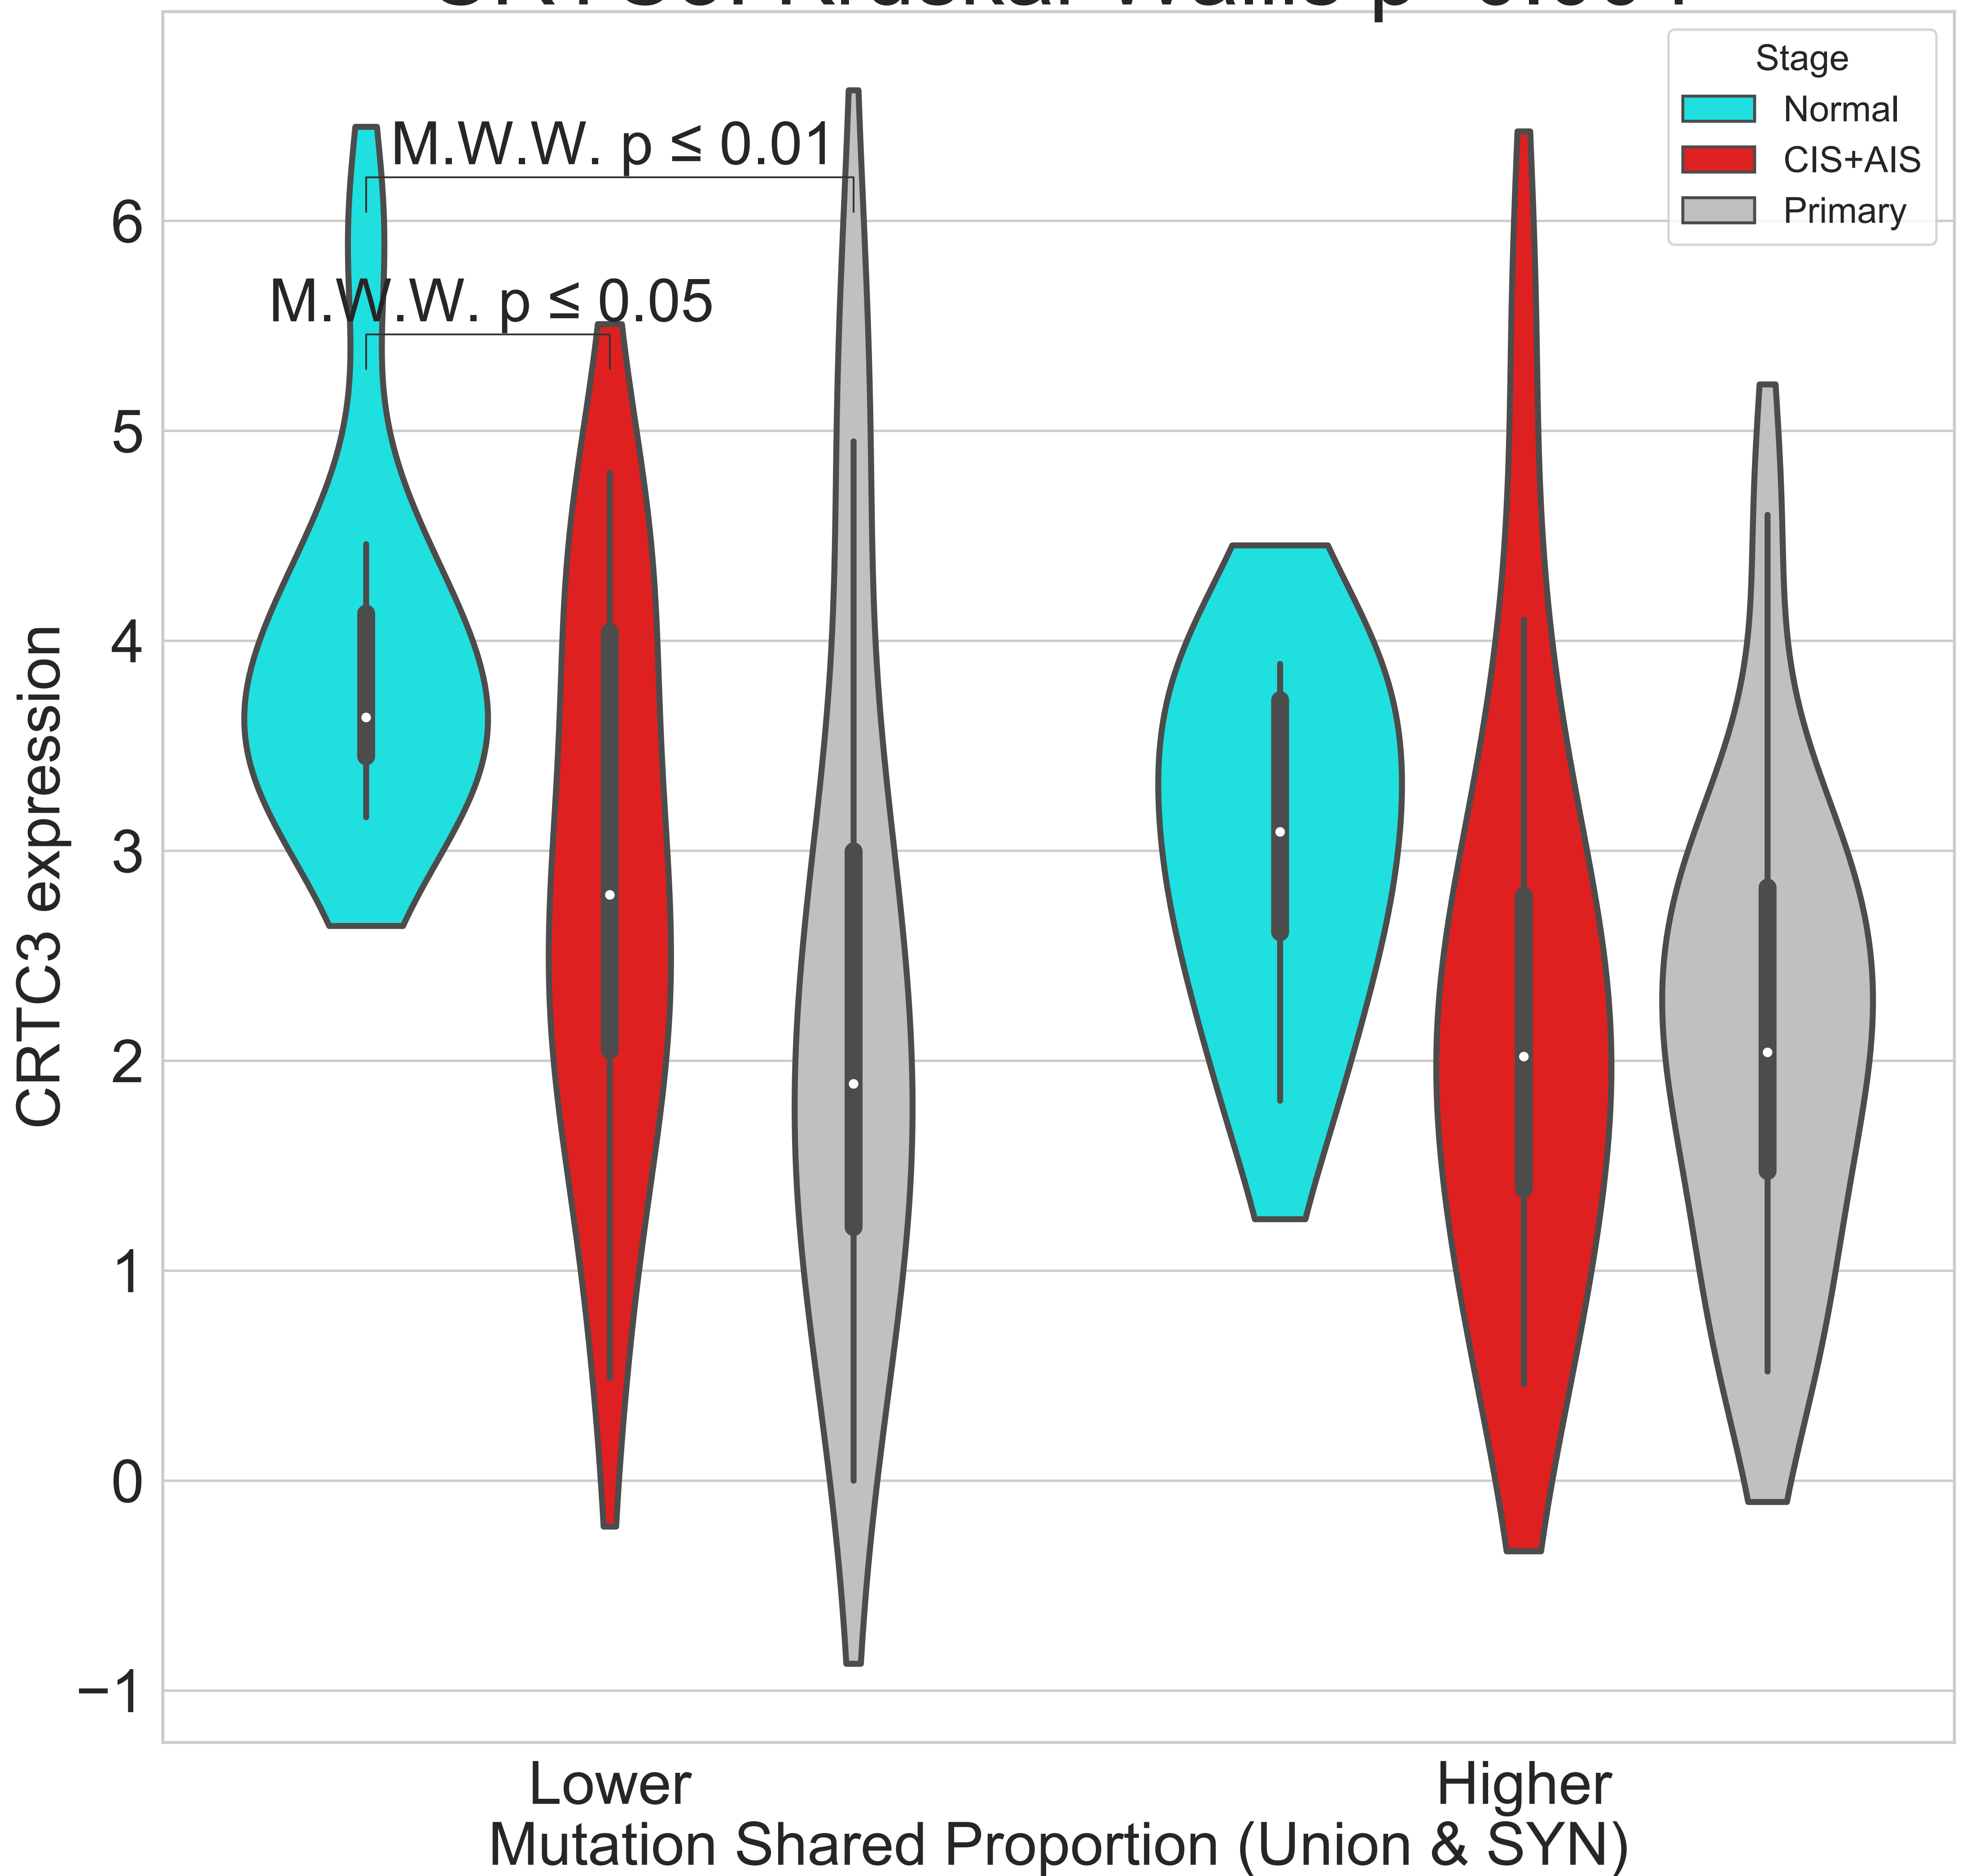 Stage
Normal
CIS+AIS
Primary
M.W.W. p ≤ 0.01
M.W.W. p ≤ 0.05
6
5
4
3
2
1
0
−1
CRTC3 expression
Lower
Higher
Mutation Shared Proportion (Union & SYN)